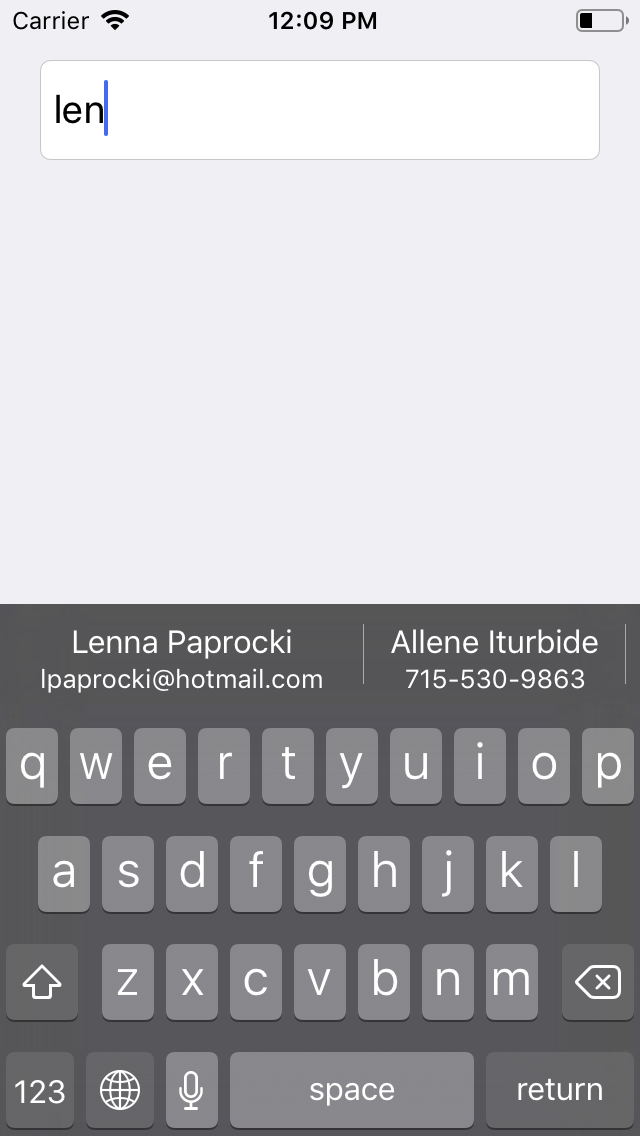 Carrier 12:09 PM
len
Lenna Paprocki Allene Iturbide
lpaprocki@hotmail.com 715-530-9863
q w e r t y u i o p
a s d f g h j k l
z x c v b n m
123 space return